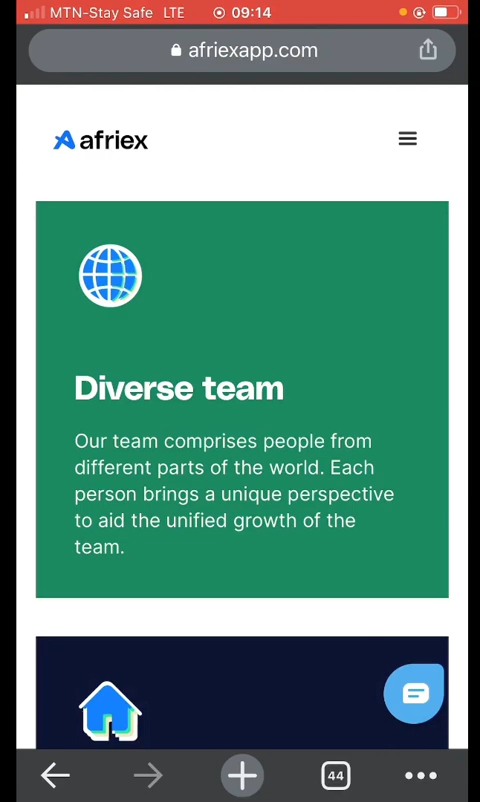 MTN-Stay Safe LTE 09:14
afriexapp.com
afriex
Diverse team
Our team comprises people from
different parts of the world. Each
person brings a unique perspective
to aid the unified growth of the
team.
44